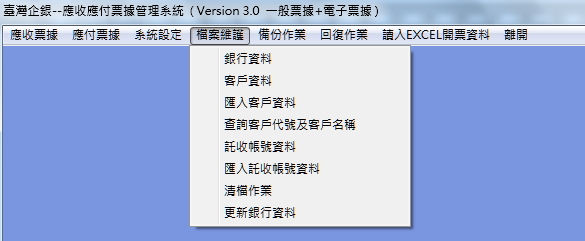 臺灣企銀--應收應付票據管理系統 ( Version 3.0 一般票據+電子票據 )
應收票據 應付票據 系統設定 檔案維護 備份作業 回復作業 讀入EXCEL開票資料 離開
銀行資料
客戶資料
匯入客戶資料
查詢客戶代號及客戶名稱
託收帳號資料
匯入託收帳號資料
清檔作業
更新銀行資料